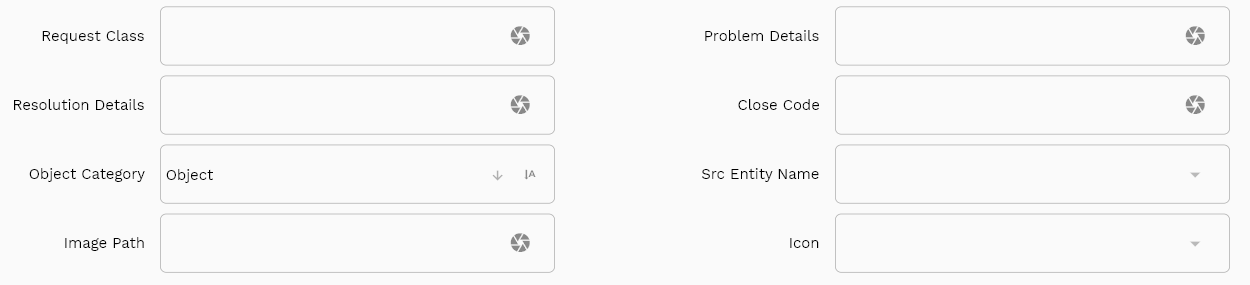 Request Class
Problem Details
Resolution Details
Close Code
Object Category Object |A
Src Entity Name
Image Path
Icon